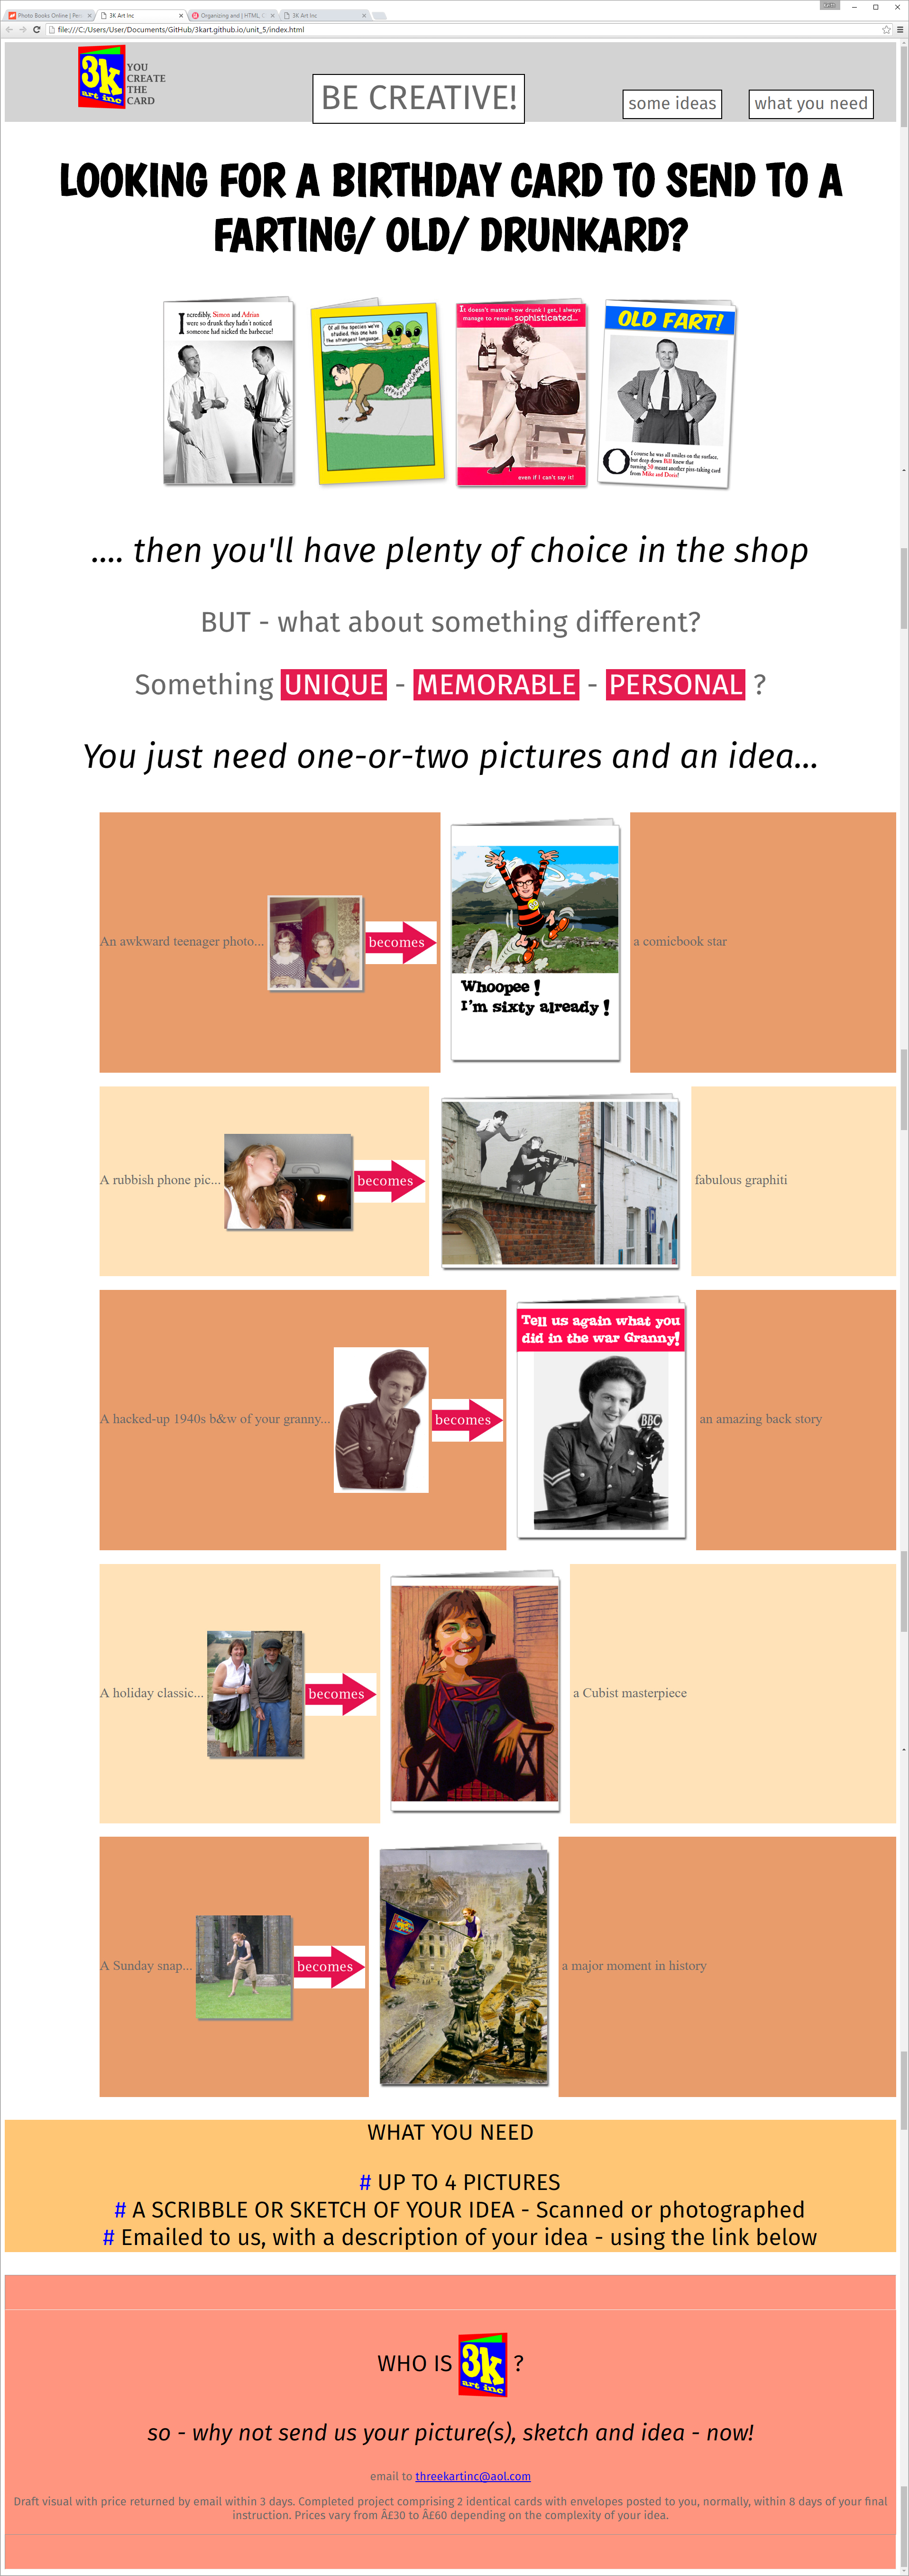 Photo Books Online | Per
3K Art Inc
Organizing and | HTML
3K Art Inc
file:///C:/Users/User/Documents/GitHub/3kart.github.io/unit_5/index.html
3k
art inc
YOU
CREATE
THE
CARD
BE CREATIVE!
some ideas
what you need
LOOKING FOR A BIRTHDAY CARD TO SEND TO A
FARTING/ OLD/ DRUNKARD?
Incredibly, Simon and Adrian
were so drunk they hadn't noticed
someone had nicked the barbecue!
Of all the species we've
studied, this one has
the strangest language.
It doesn't matter how drunk I get, I always
manage to remain sophisticated...
even if I can't say it!
OLD FART!
Of course he was all smiles on the surface,
but deep down Bill knew that
turning 50 meant another piss-taking card
from Mike and Doris!
.... then you'll have plenty of choice in the shop
BUT - what about something different?
Something UNIQUE - MEMORABLE - PERSONAL ?
You just need one-or-two pictures and an idea...
An awkward teenager photo...
becomes
Whoopee !
I'm sixty already !
a comicbook star
A rubbish phone pic...
becomes
fabulous graphiti
A hacked-up 1940s b&w of your granny...
becomes
Tell us again what you
did in the war Granny!
BBC
an amazing back story
A holiday classic...
becomes
a Cubist masterpiece
A Sunday snap...
becomes
a major moment in history
WHAT YOU NEED
# UP TO 4 PICTURES
# A SCRIBBLE OR SKETCH OF YOUR IDEA - Scanned or photographed
# Emailed to us, with a description of your idea - using the link below
WHO IS 3k art inc ?
so - why not send us your picture(s), sketch and idea - now!
email to threekartinc@aol.com
Draft visual with price returned by email within 3 days. Completed project comprising 2 identical cards with envelopes posted to you, normally, within 8 days of your final
instruction. Prices vary from Â£30 to Â£60 depending on the complexity of your idea.